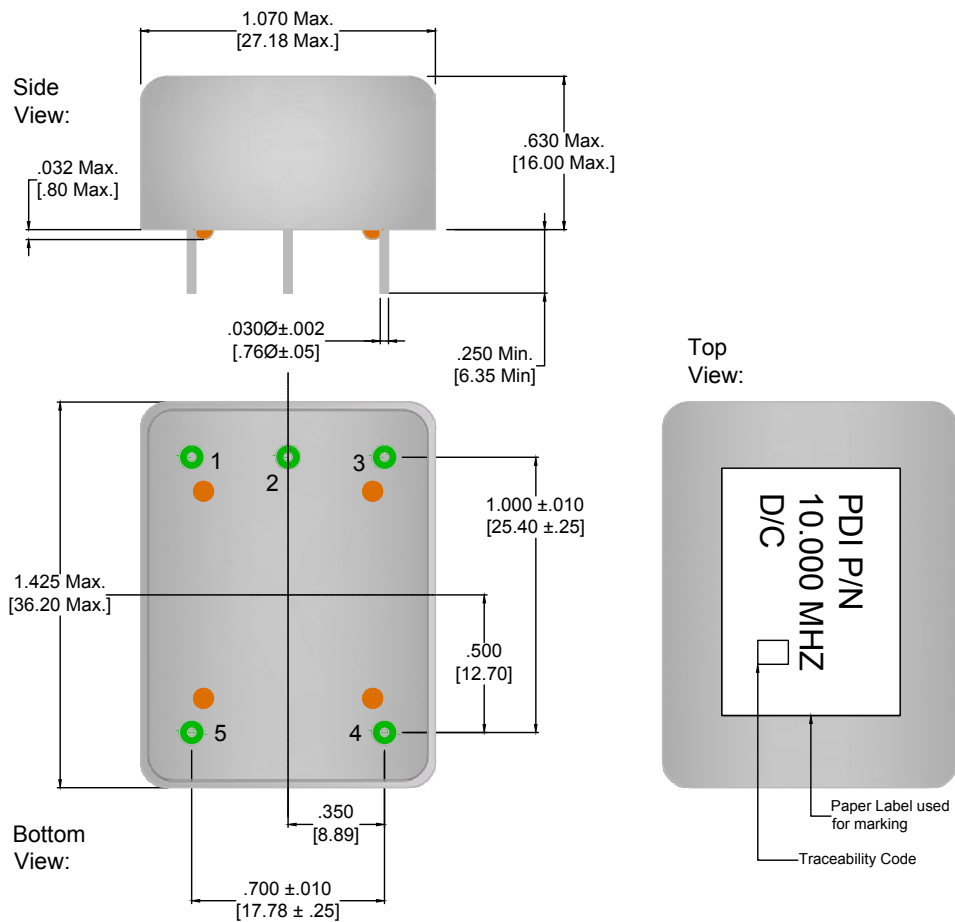 1.070 Max.
[27.18 Max.]
Side
View:
.630 Max.
[16.00 Max.]
.032 Max.
[.80 Max.]
.030Ø±.002
[.76Ø±.05]
.250 Min.
[6.35 Min]
Top
View:
1
2
3
1.000 ±.010
[25.40 ±.25]
1.425 Max.
[36.20 Max.]
.500
[12.70]
5
4
.350
[8.89]
Bottom
View:
.700 ±.010
[17.78 ± .25]
PDI P/N
10.000 MHZ
D/C
Paper Label used
for marking
Traceability Code